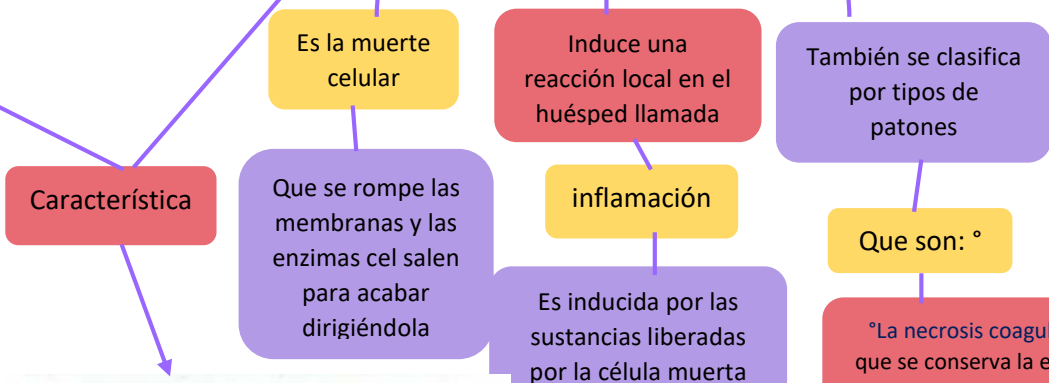 Característica
Es la muerte
celular
Que se rompe las
membranas y las
enzimas cel salen
para acabar
dirigiéndola
Induce una
reacción local en el
huésped llamada
inflamación
Es inducida por las
sustancias liberadas
por la célula muerta
También se clasifica
por tipos de
patones
Que son: °
°La necrosis
que se conserva la